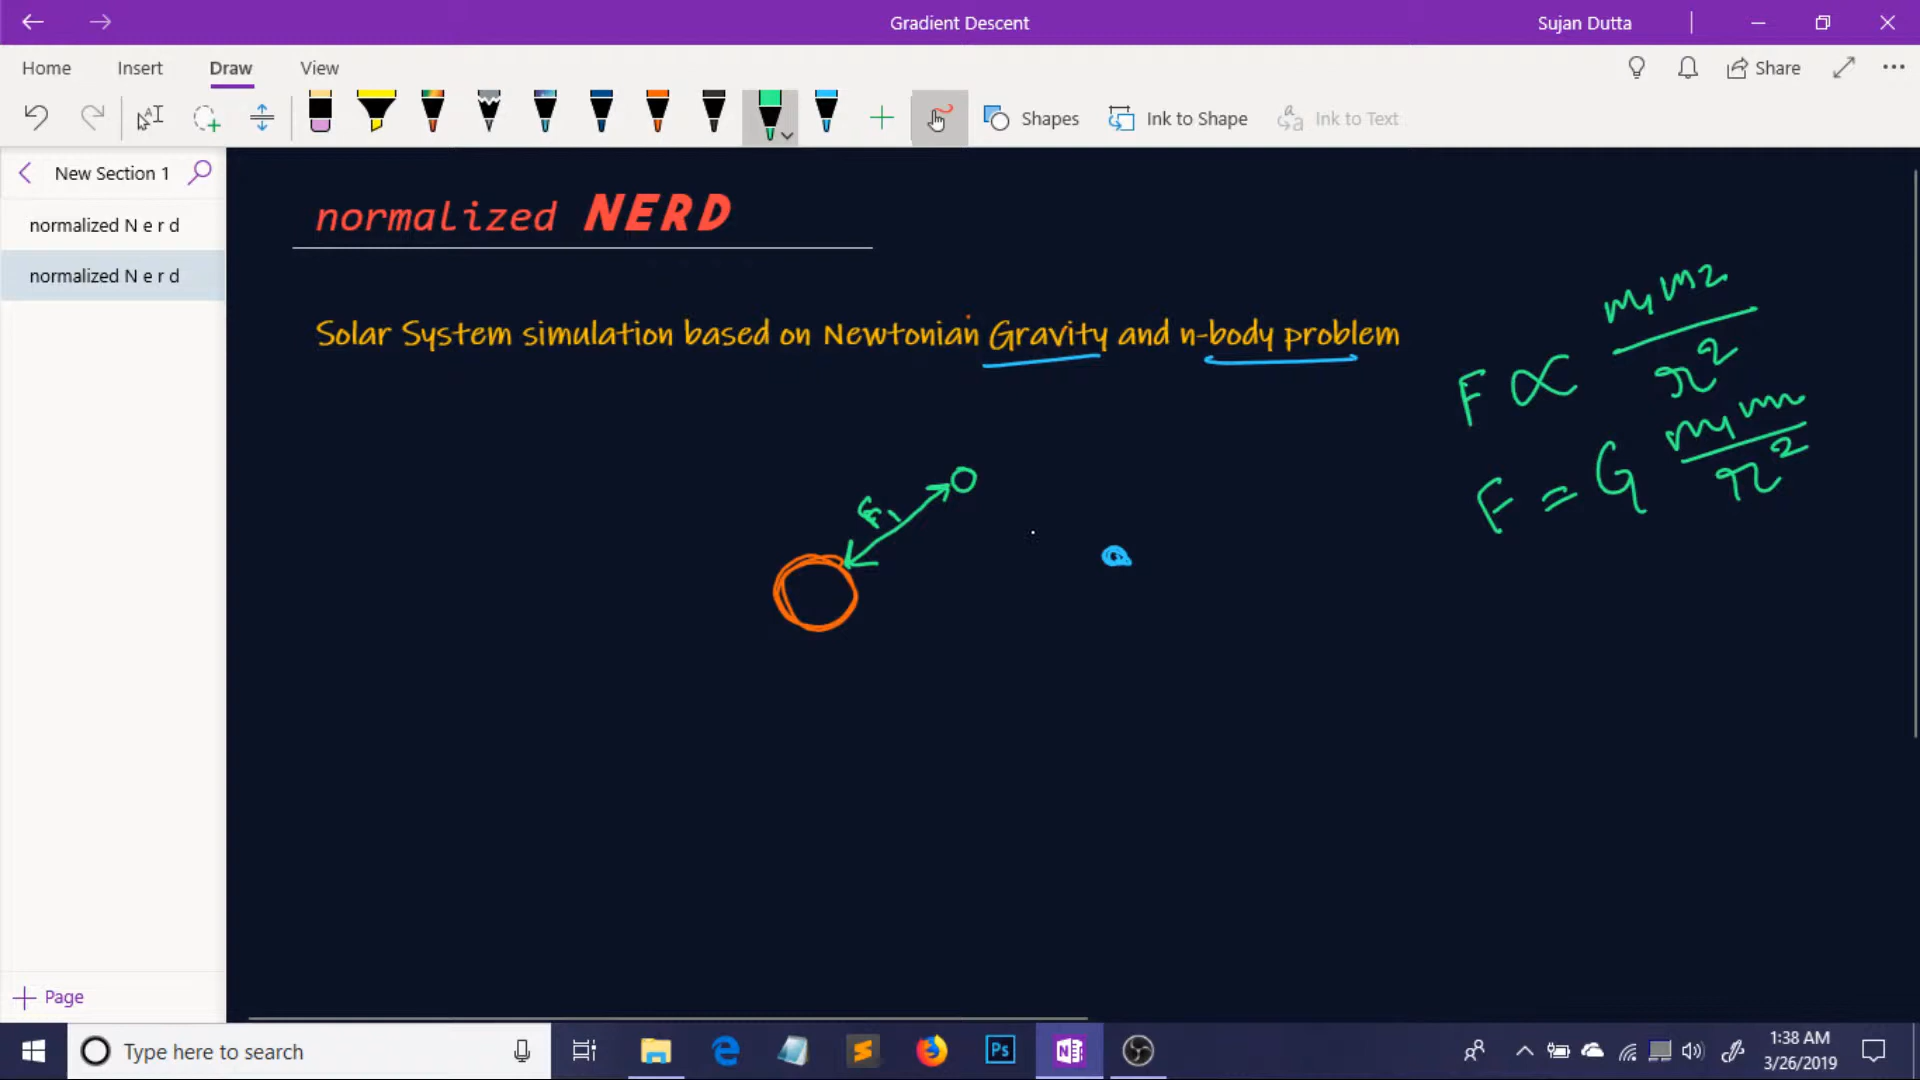 Gradient Descent
Sujan Dutta
Home Insert Draw View
Share
Shapes Ink to Shape Ink to Text
New Section 1
normalized N e r d
normalized N e r d
normalized NERD
Solar System simulation based on Newtonian Gravity and n-body problem
F ∝ m₁m₂/r²
F = G m₁m₂/r²
F₁
Page
Type here to search
Ps
N
1:38 AM
3/26/2019